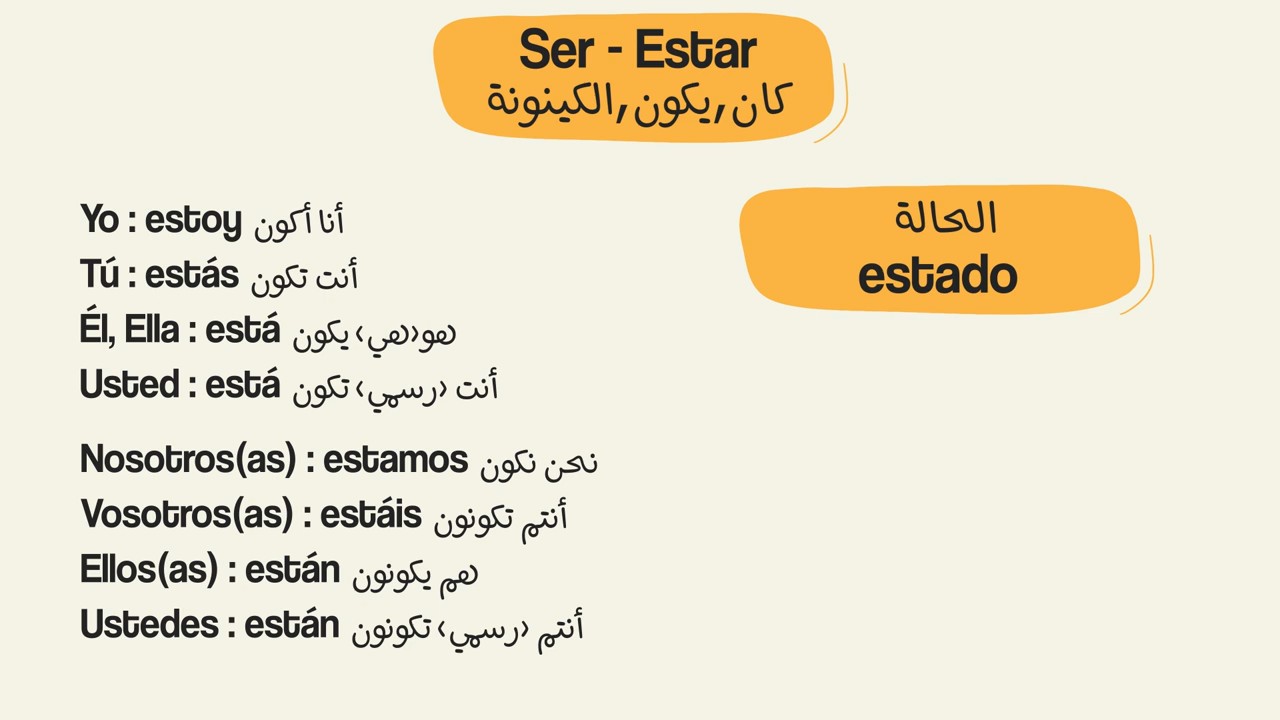 Ser - Estar
كان,يكون,الكينونة
الحالة
estado
Yo : estoy أنا أكون
Tú : estás أنت تكون
Él, Ella : está هو‹هي› يكون
Usted : está أنت ‹رسمي› تكون
Nosotros(as) : estamos نحن نكون
Vosotros(as) : estáis أنتم تكونون
Ellos(as) : están هم يكونون
Ustedes : están أنتم ‹رسمي› تكونون